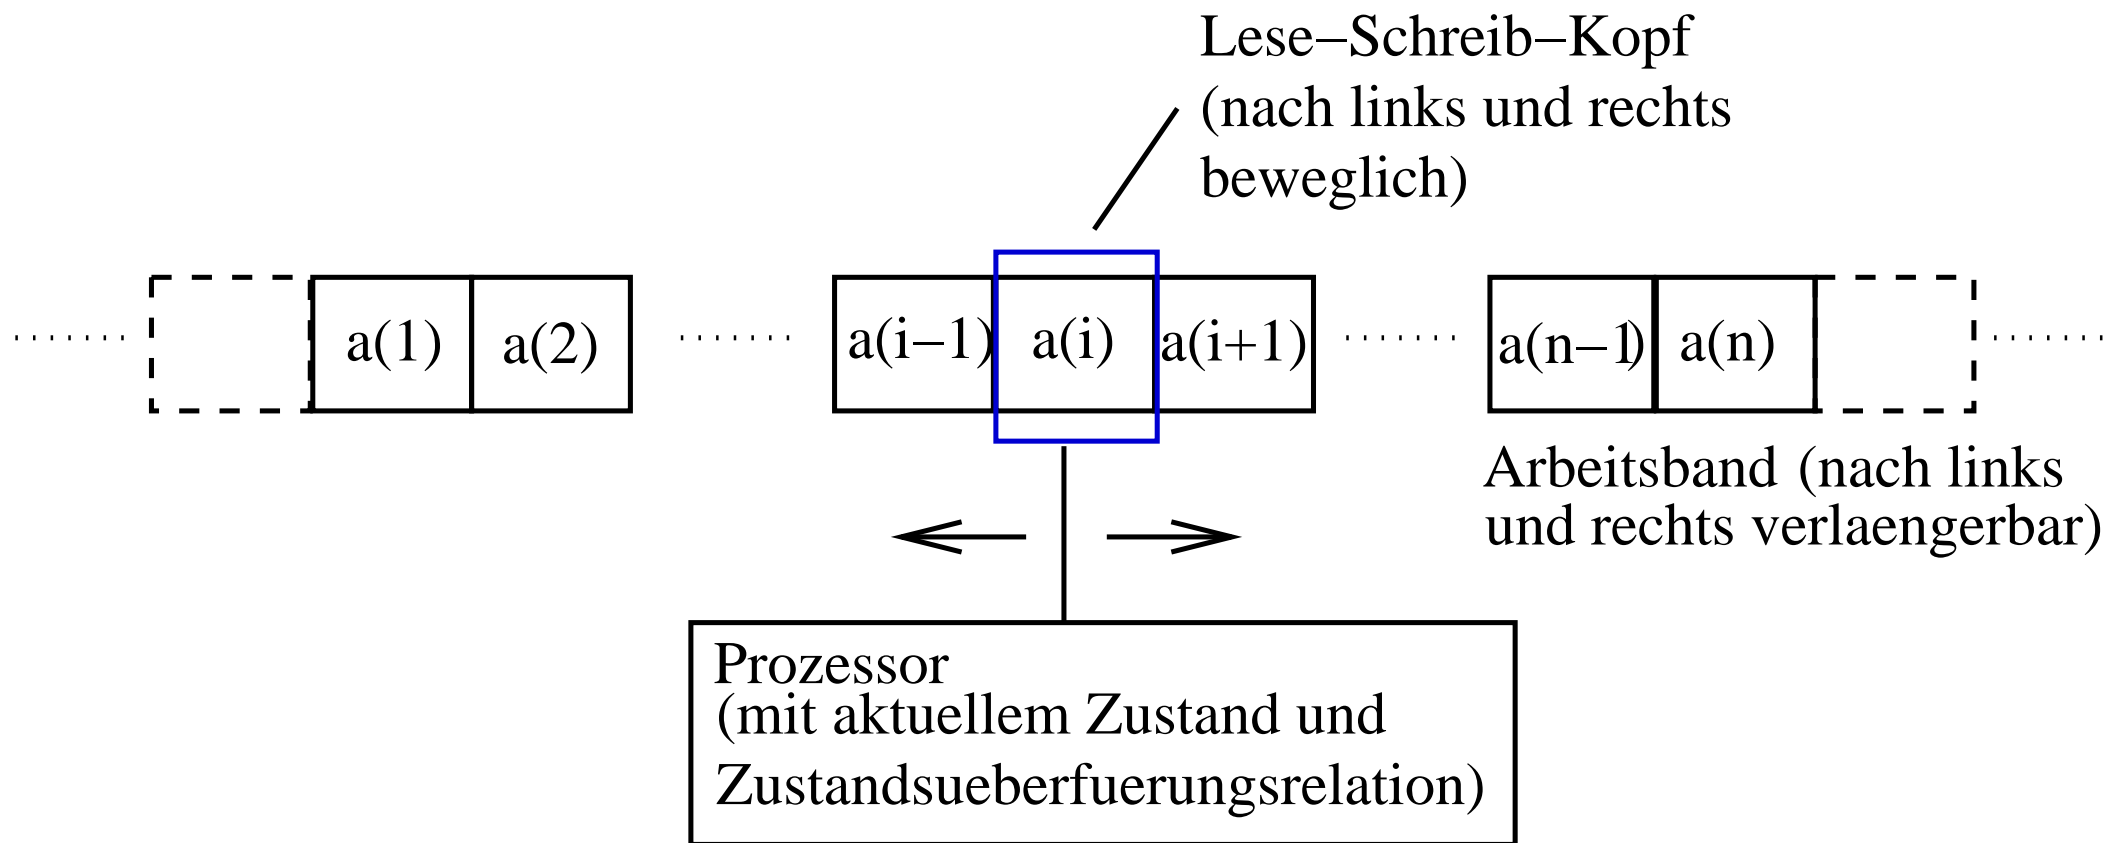 Lese–Schreib–Kopf
(nach links und rechts
beweglich)
a(1) a(2) a(i–1) a(i) a(i+1) a(n–1) a(n)
Arbeitsband (nach links
und rechts verlaengerbar)
Prozessor
(mit aktuellem Zustand und
Zustandsueberfuerungsrelation)